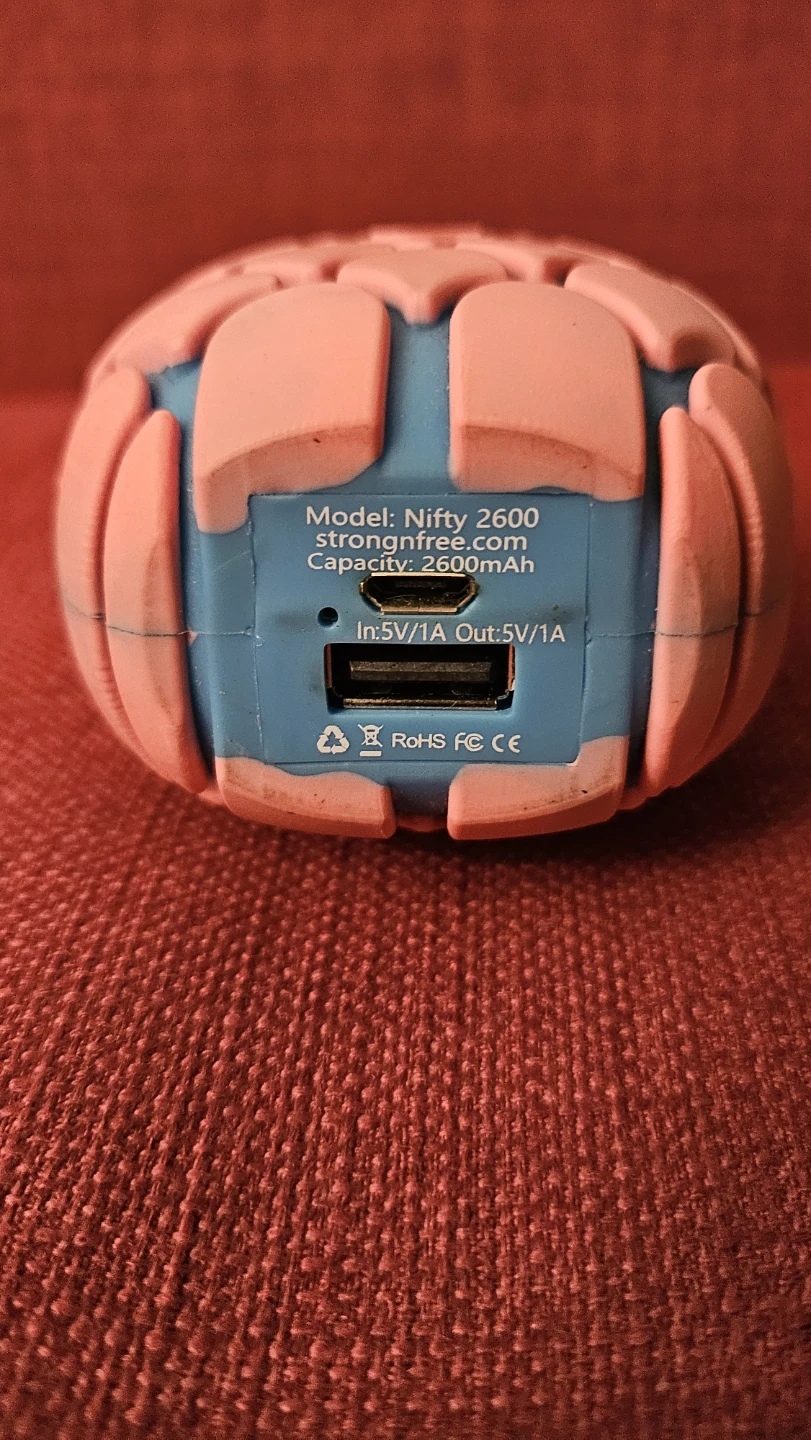 Model: Nifty 2600
strongnfree.com
Capacity: 2600mAh
In:5V/1A Out:5V/1A
RoHS FC CE